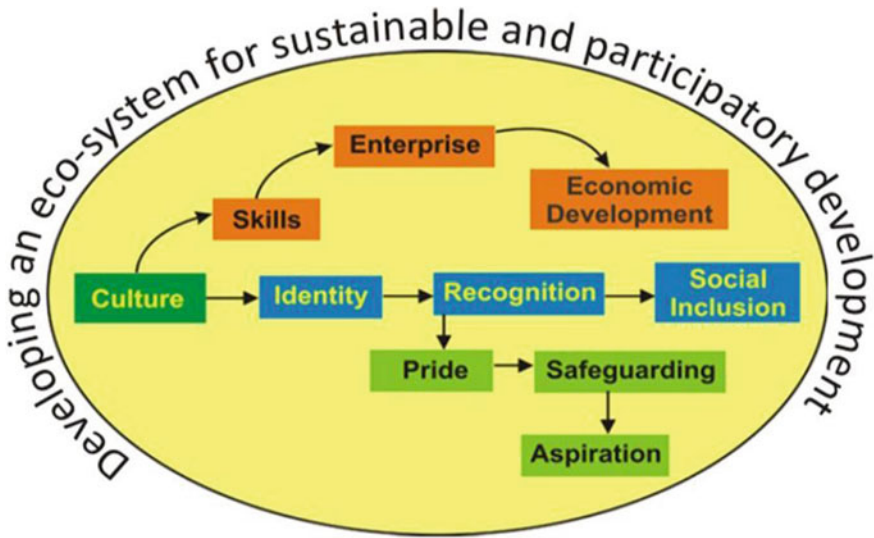 Developing an eco-system for sustainable and participatory development
Enterprise
Economic
Development
Skills
Culture
Identity
Recognition
Social
Inclusion
Pride
Safeguarding
Aspiration